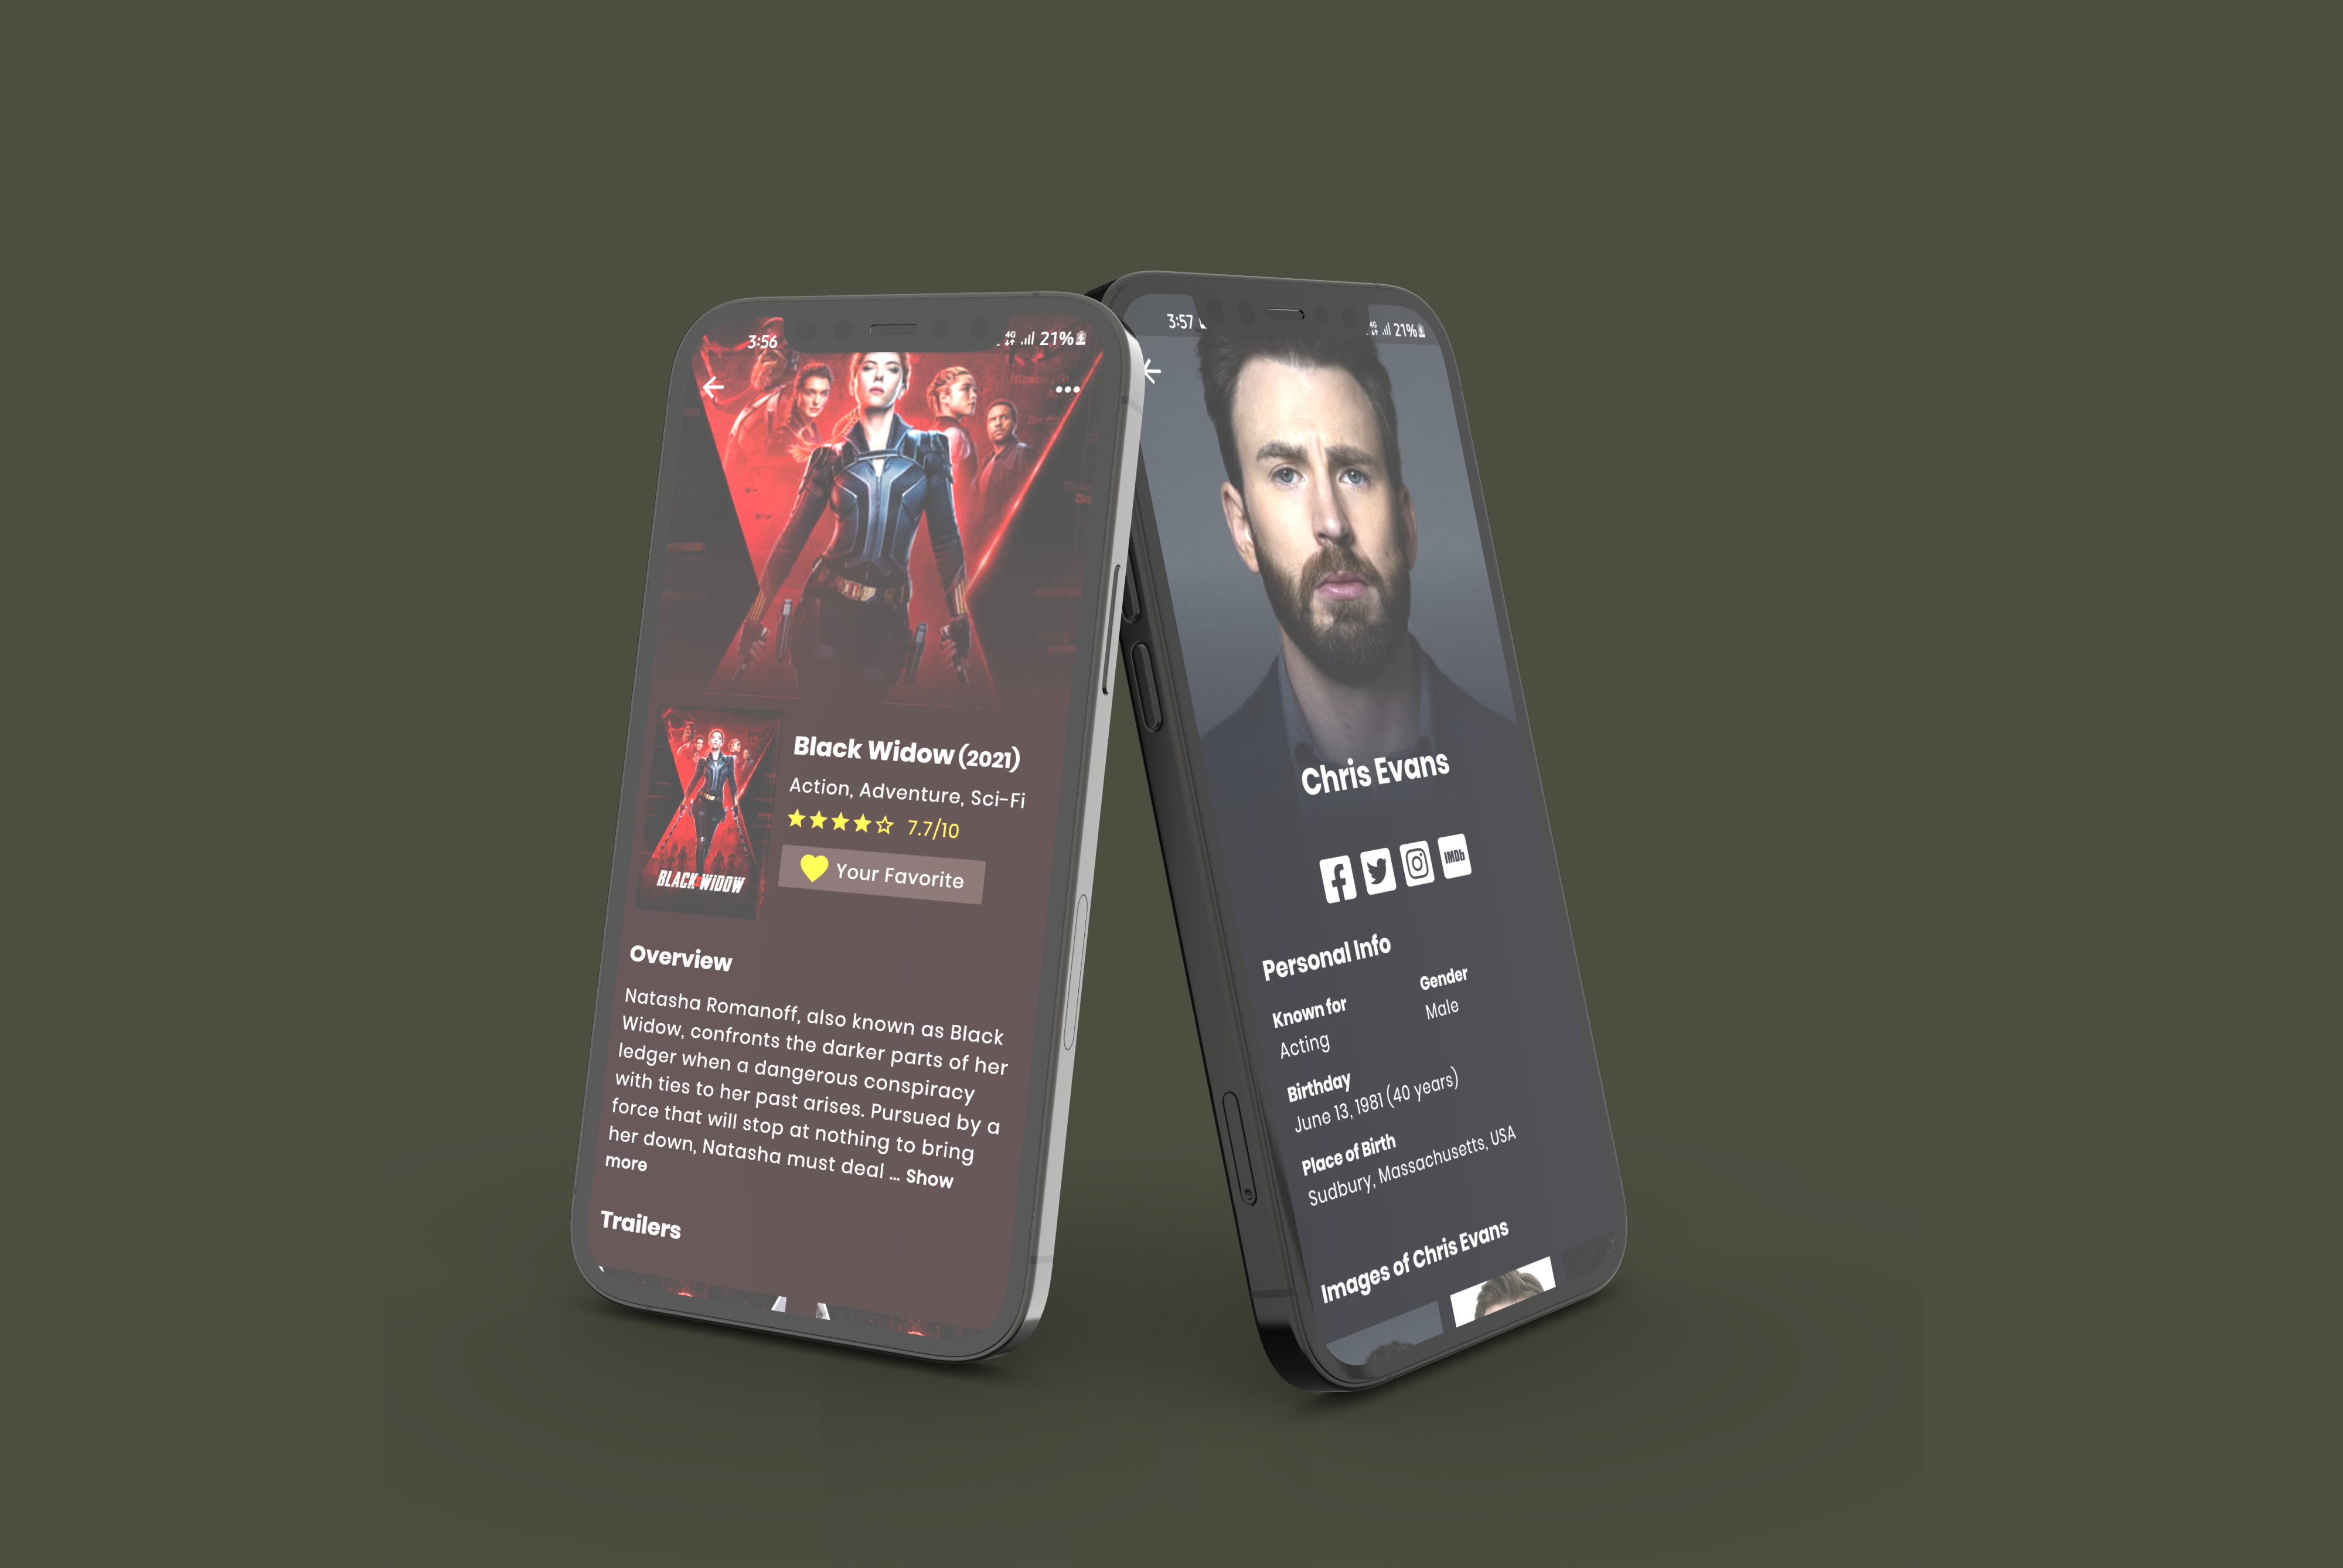 3:56
4G 21%
Black Widow (2021)
Action, Adventure, Sci-Fi
7.7/10
Your Favorite
BLACK WIDOW
Overview
Natasha Romanoff, also known as Black
Widow, confronts the darker parts of her
ledger when a dangerous conspiracy
with ties to her past arises. Pursued by a
force that will stop at nothing to bring
her down, Natasha must deal ... Show
more
Trailers
3:57
4G 21%
Chris Evans
IMDb
Personal Info
Known for
Acting
Gender
Male
Birthday
June 13, 1981 (40 years)
Place of Birth
Sudbury, Massachusetts, USA
Images of Chris Evans